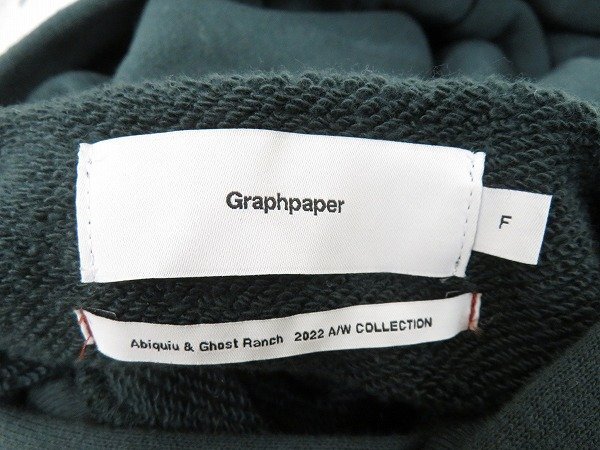 Graphpaper
F
Abiquiu & Ghost Ranch 2022 A/W COLLECTION